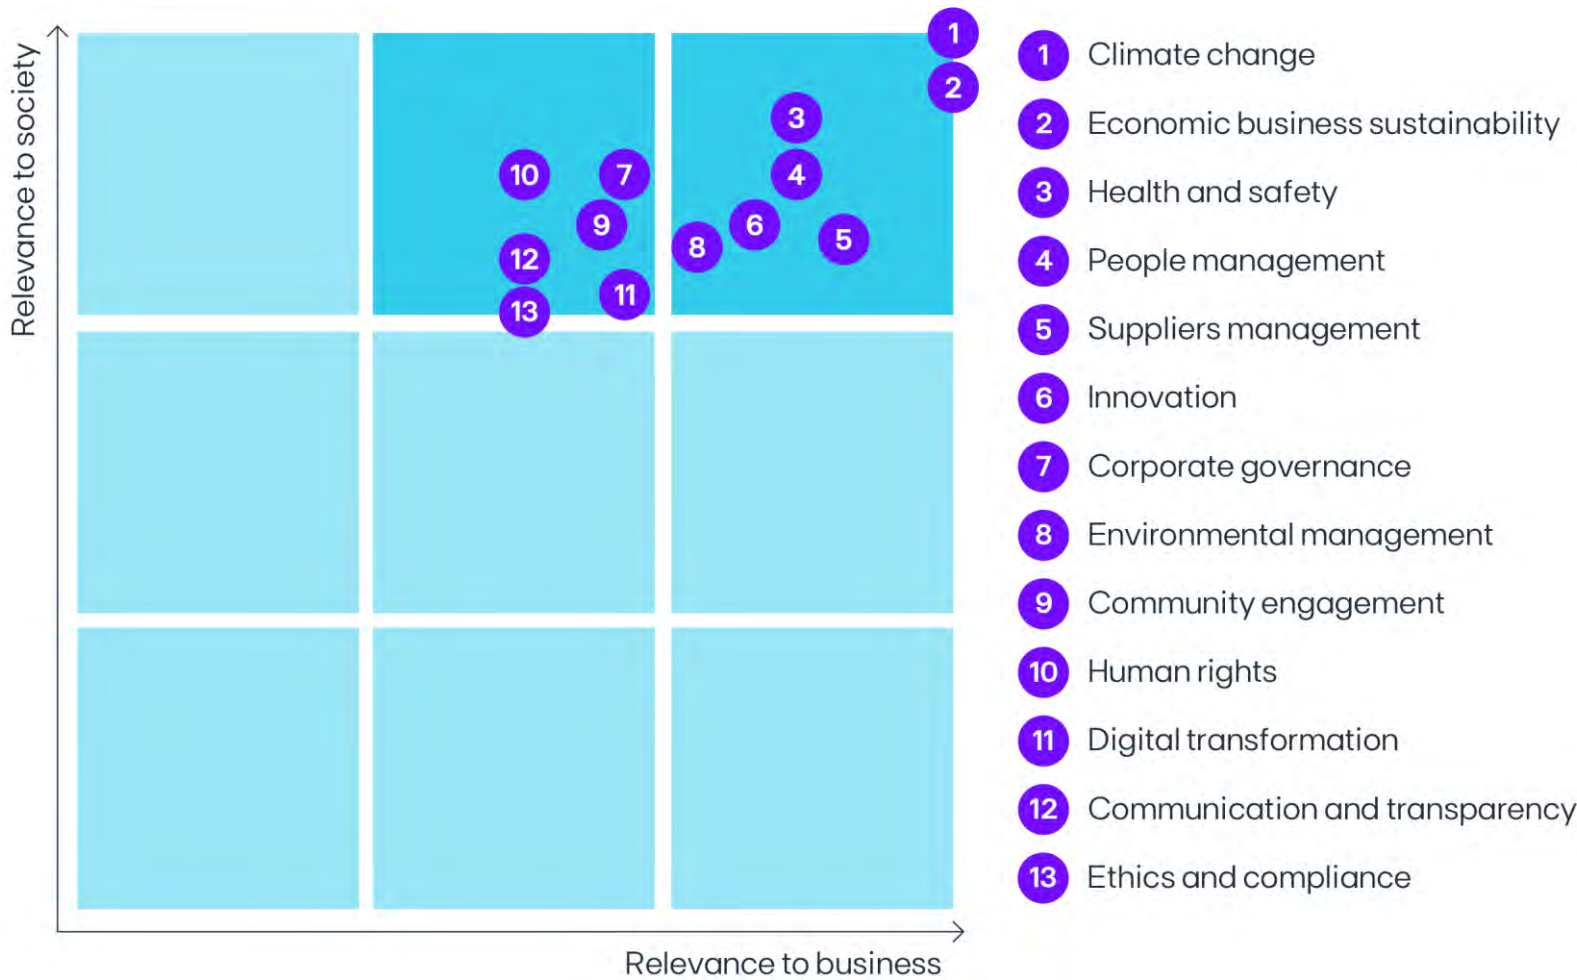 Relevance to society
1
2
3
10
7
4
9
6
5
8
12
11
13
Relevance to business
1 Climate change
2 Economic business sustainability
3 Health and safety
4 People management
5 Suppliers management
6 Innovation
7 Corporate governance
8 Environmental management
9 Community engagement
10 Human rights
11 Digital transformation
12 Communication and transparency
13 Ethics and compliance